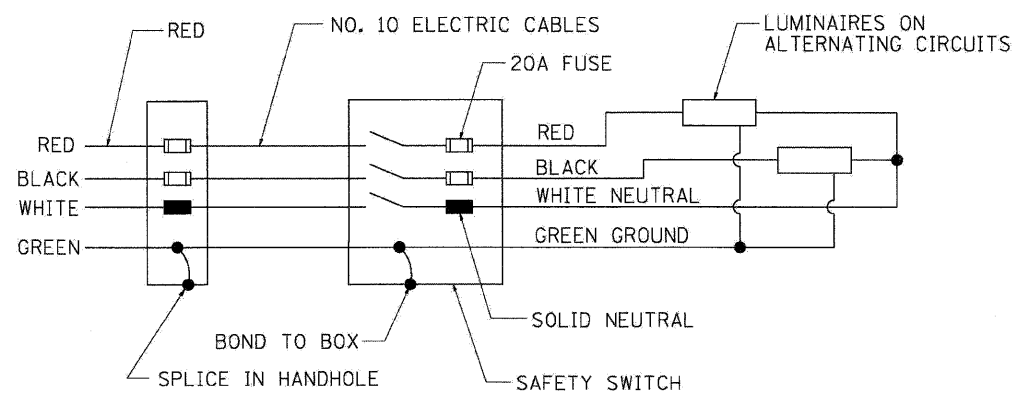 RED
NO. 10 ELECTRIC CABLES
LUMINAIRES ON
ALTERNATING CIRCUITS
20A FUSE
RED
RED
BLACK
BLACK
WHITE
WHITE NEUTRAL
GREEN
GREEN GROUND
SOLID NEUTRAL
BOND TO BOX
SPLICE IN HANDHOLE
SAFETY SWITCH